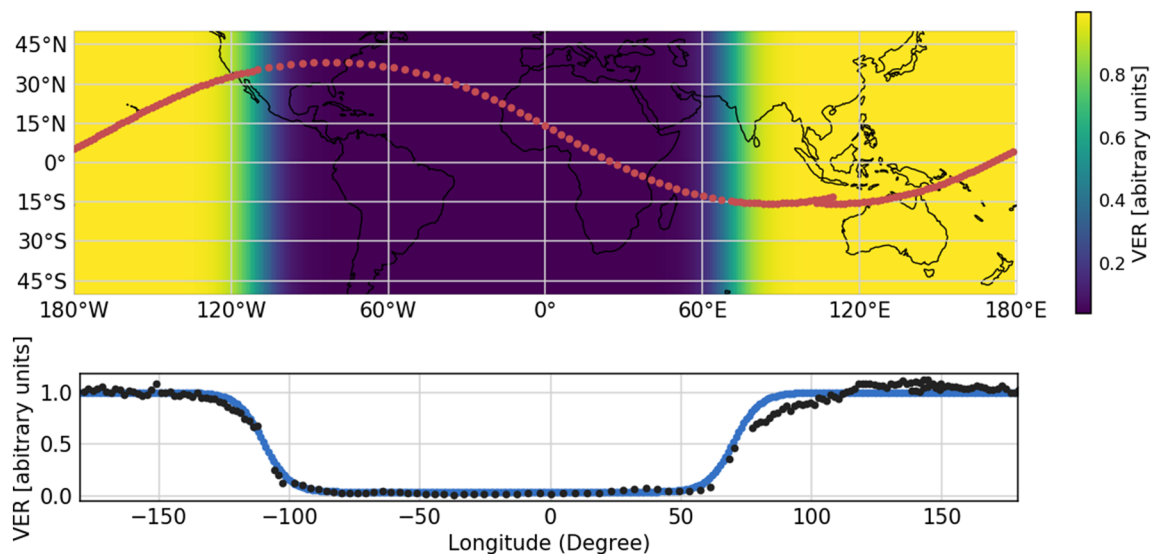 45°N
30°N
15°N
0°
15°S
30°S
45°S
180°W 120°W 60°W 0° 60°E 120°E 180°E
0.8
0.6
0.4
0.2
VER [abitrary units]
VER [abitrary units]
1.0
0.5
0.0
−150 −100 −50 0 50 100 150
Longitude (Degree)